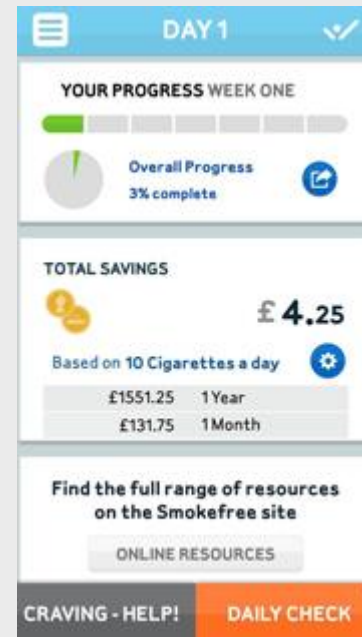 DAY 1
YOUR PROGRESS WEEK ONE
Overall Progress
3% complete
TOTAL SAVINGS
£ 4.25
Based on 10 Cigarettes a day
£1551.25 1 Year
£131.75 1 Month
Find the full range of resources
on the Smokefree site
ONLINE RESOURCES
CRAVING - HELP! DAILY CHECK